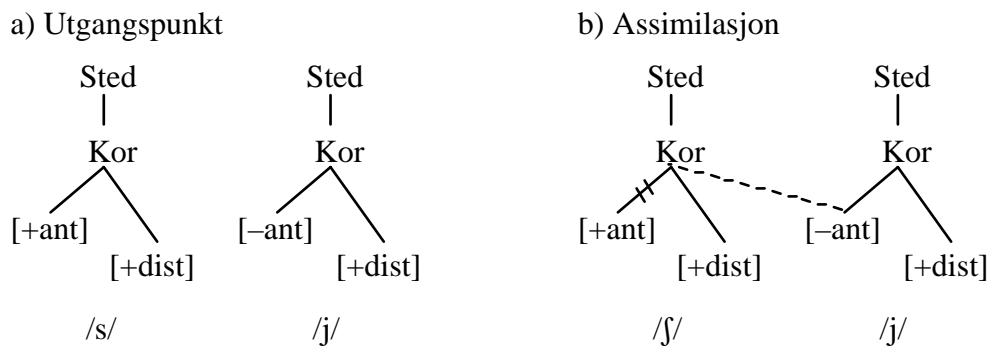 a) Utgangspunkt b) Assimilasjon
Sted Sted Sted Sted
Kor Kor Kor Kor
[+ant] [–ant] [+ant] [–ant]
[+dist] [+dist] [+dist] [+dist]
/s/ /j/ /ʃ/ /j/